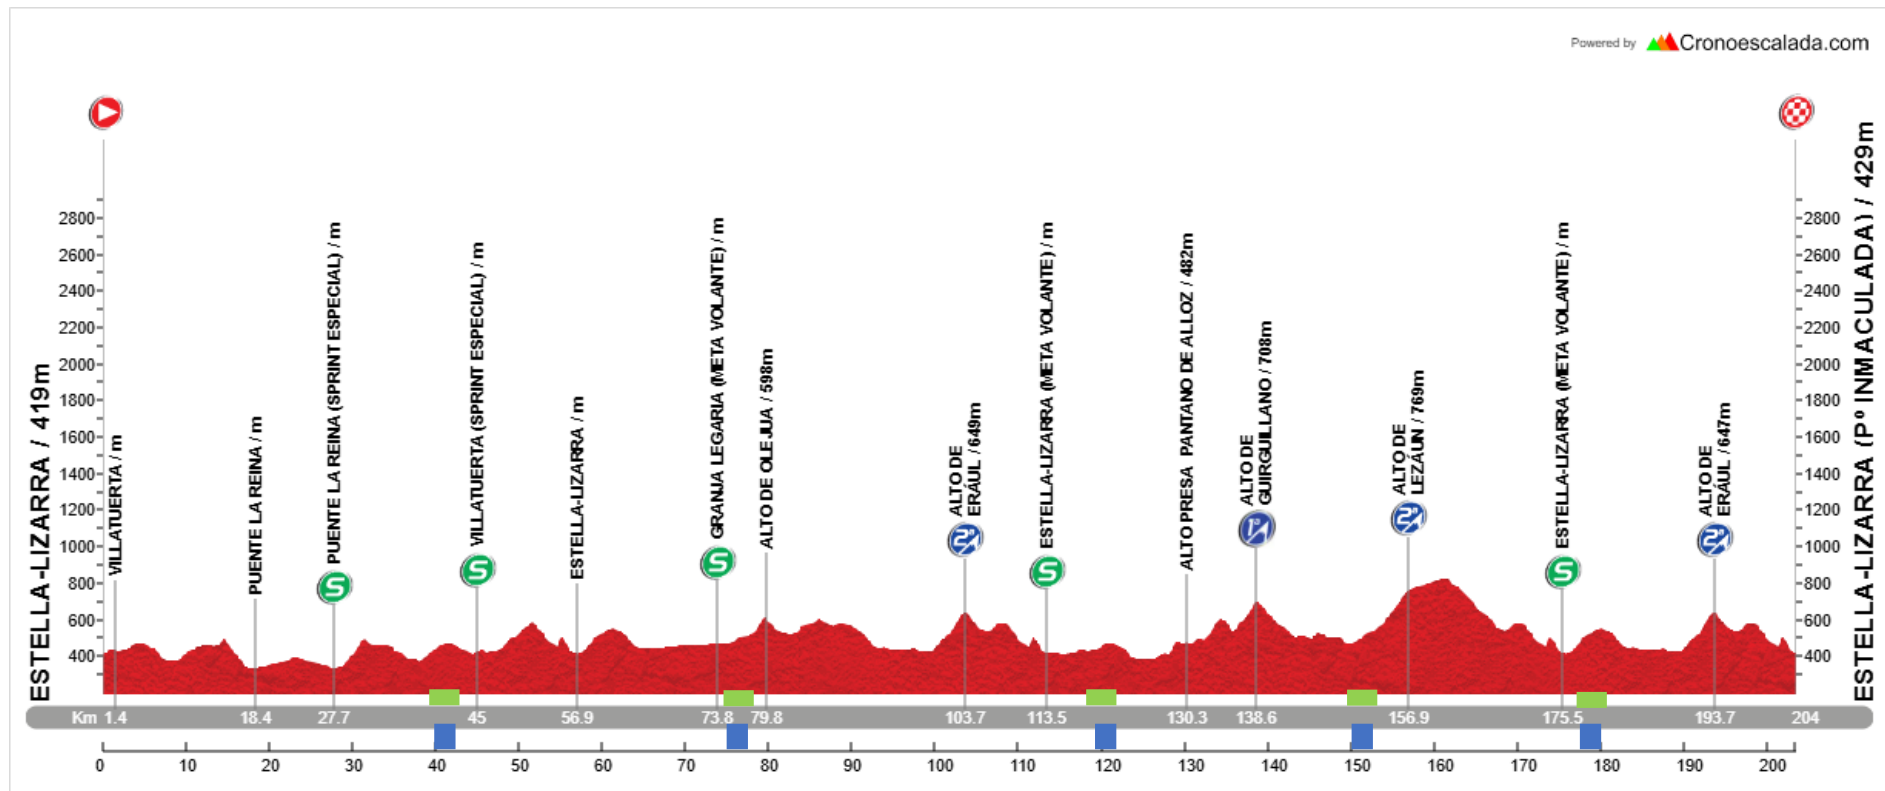 Powered by Cronoescalada.com
ESTELLA-LIZARRA / 419m
ESTELLA-LIZARRA (Pº INMACULADA) / 429m
2800
2600
2400
2200
2000
1800
1600
1400
1200
1000
800
600
400
VILLATUERTA / m
PUENTE LA REINA / m
PUENTE LA REINA (SPRINT ESPECIAL) / m
S
VILLATUERTA (SPRINT ESPECIAL) / m
S
ESTELLA-LIZARRA / m
GRANJA LEGARIA (META VOLANTE) / m
S
ALTO DE OLEJUA / 598m
ALTO DE
ERÁUL / 649m
2ª
ESTELLA-LIZARRA (META VOLANTE) / m
S
ALTO PRESA PANTANO DE ALLOZ / 482m
ALTO DE
GUIRGUILLANO / 708m
1ª
ALTO DE
LEZÁUN / 769m
2ª
ESTELLA-LIZARRA (META VOLANTE) / m
S
ALTO DE
ERÁUL / 647m
2ª
2800
2600
2400
2200
2000
1800
1600
1400
1200
1000
800
600
400
Km 1.4 18.4 27.7 45 56.9 73.8 79.8 103.7 113.5 130.3 138.6 156.9 175.5 193.7 204
0 10 20 30 40 50 60 70 80 90 100 110 120 130 140 150 160 170 180 190 200